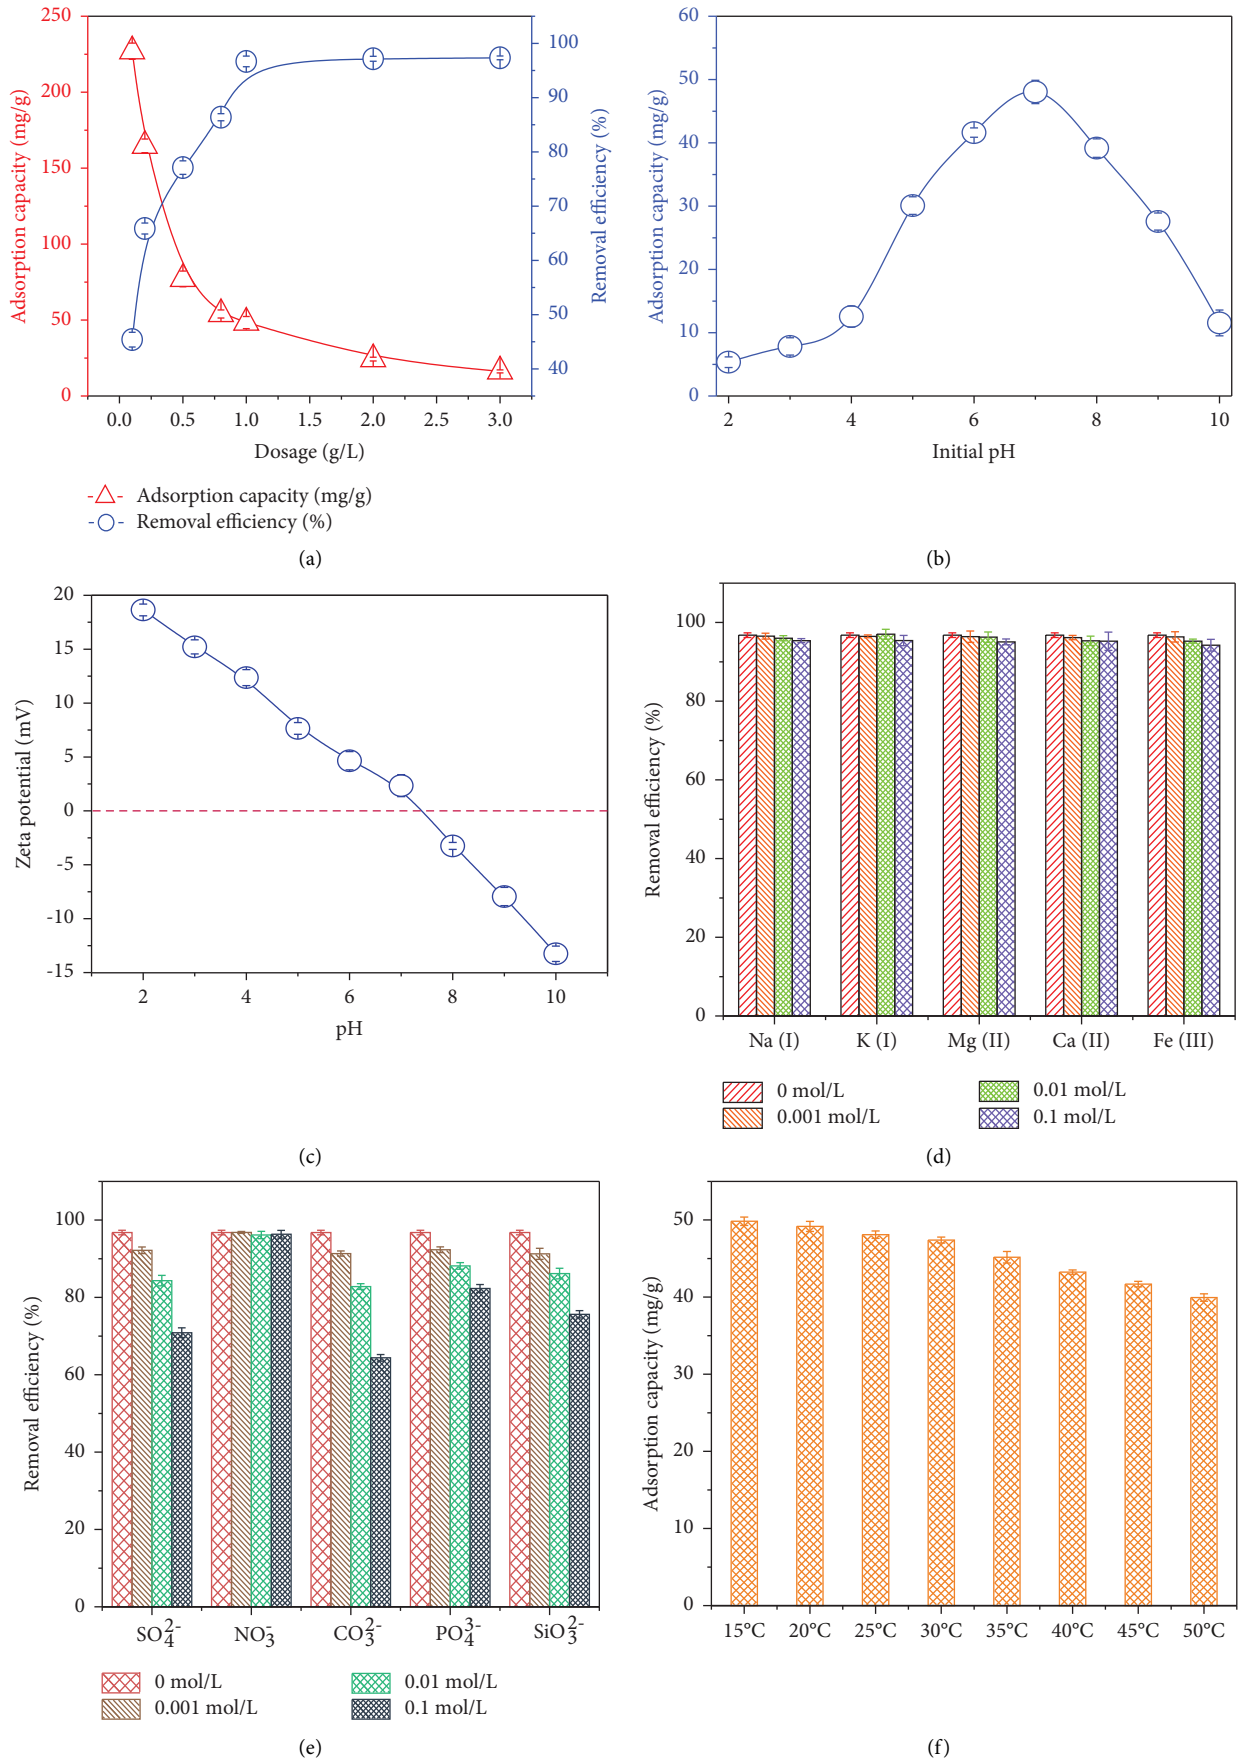 250
200
150
100
50
0
Adsorption capacity (mg/g)
100
90
80
70
60
50
40
Removal efficiency (%)
0.0 0.5 1.0 1.5 2.0 2.5 3.0
Dosage (g/L)
Adsorption capacity (mg/g)
Removal efficiency (%)
(a)
60
50
40
30
20
10
0
Adsorption capacity (mg/g)
2 4 6 8 10
Initial pH
(b)
20
15
10
5
0
-5
-10
-15
Zeta potential (mV)
2 4 6 8 10
pH
(c)
100
80
60
40
20
0
Removal efficiency (%)
Na (I) K (I) Mg (II) Ca (II) Fe (III)
0 mol/L
0.001 mol/L
0.01 mol/L
0.1 mol/L
(d)
100
80
60
40
20
0
Removal efficiency (%)
SO₄²⁻ NO₃⁻ CO₃²⁻ PO₄³⁻ SiO₃²⁻
0 mol/L
0.001 mol/L
0.01 mol/L
0.1 mol/L
(e)
50
40
30
20
10
0
Adsorption capacity (mg/g)
15°C 20°C 25°C 30°C 35°C 40°C 45°C 50°C
(f)